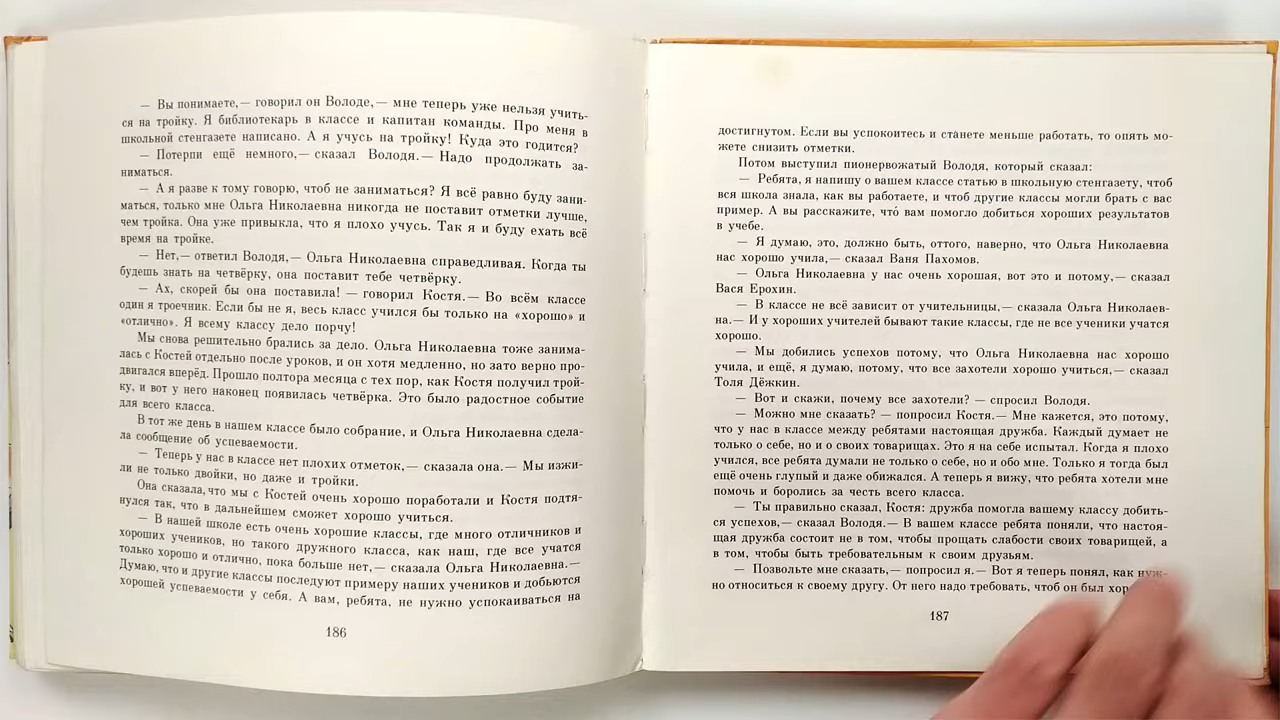 — Вы понимаете,— говорил он Володе,— мне теперь уже нельзя учить-
ся на тройку. Я библиотекарь в классе и капитан команды. Про меня в
школьной стенгазете написано. А я учусь на тройку! Куда это годится?
— Потерпи ещё немного,— сказал Володя.— Надо продолжать за-
ниматься.
— А я разве к тому говорю, чтоб не заниматься? Я всё равно буду зани-
маться, только мне Ольга Николаевна никогда не поставит отметки лучше,
чем тройка. Она уже привыкла, что я плохо учусь. Так я и буду ехать всё
время на тройке.
— Нет,— ответил Володя,— Ольга Николаевна справедливая. Когда ты
будешь знать на четвёрку, она поставит тебе четвёрку.
— Ах, скорей бы она поставила! — говорил Костя.— Во всём классе
один я троечник. Если бы не я, весь класс учился бы только на «хорошо» и
«отлично». Я всему классу дело порчу!
Мы снова решительно брались за дело. Ольга Николаевна тоже занима-
лась с Костей отдельно после уроков, и он хотя медленно, но зато верно про-
двигался вперёд. Прошло полтора месяца с тех пор, как Костя получил трой-
ку, и вот у него наконец появилась четвёрка. Это было радостное событие
для всего класса.
В тот же день в нашем классе было собрание, и Ольга Николаевна сдела-
ла сообщение об успеваемости.
— Теперь у нас в классе нет плохих отметок,— сказала она.— Мы изжи-
ли не только двойки, но даже и тройки.
Она сказала, что мы с Костей очень хорошо поработали и Костя подтя-
нулся так, что в дальнейшем сможет хорошо учиться.
— В нашей школе есть очень хорошие классы, где много отличников и
хороших учеников, но такого дружного класса, как наш, где все учатся
только хорошо и отлично, пока больше нет,— сказала Ольга Николаевна.—
Думаю, что и другие классы последуют примеру наших учеников и добьются
хорошей успеваемости у себя. А вам, ребята, не нужно успокаиваться на
186
достигнутом. Если вы успокоитесь и станете меньше работать, то опять мо-
жете снизить отметки.
Потом выступил пионервожатый Володя, который сказал:
— Ребята, я напишу о вашем классе статью в школьную стенгазету, чтоб
вся школа знала, как вы работаете, и чтоб другие классы могли брать с вас
пример. А вы расскажите, что́ вам помогло добиться хороших результатов
в учебе.
— Я думаю, это, должно быть, оттого, наверно, что Ольга Николаевна
нас хорошо учила,— сказал Ваня Пахомов.
— Ольга Николаевна у нас очень хорошая, вот это и потому,— сказал
Вася Ерохин.
— В классе не всё зависит от учительницы,— сказала Ольга Николаев-
на.— И у хороших учителей бывают такие классы, где не все ученики учатся
хорошо.
— Мы добились успехов потому, что Ольга Николаевна нас хорошо
учила, и ещё, я думаю, потому, что все захотели хорошо учиться,— сказал
Толя Дёжкин.
— Вот и скажи, почему все захотели? — спросил Володя.
— Можно мне сказать? — попросил Костя.— Мне кажется, это потому,
что у нас в классе между ребятами настоящая дружба. Каждый думает не
только о себе, но и о своих товарищах. Это я на себе испытал. Когда я плохо
учился, все ребята думали не только о себе, но и обо мне. Только я тогда был
ещё очень глупый и даже обижался. А теперь я вижу, что ребята хотели мне
помочь и боролись за честь всего класса.
— Ты правильно сказал, Костя: дружба помогла вашему классу добить-
ся успехов,— сказал Володя.— В вашем классе ребята поняли, что настоя-
щая дружба состоит не в том, чтобы прощать слабости своих товарищей, а
в том, чтобы быть требовательным к своим друзьям.
— Позвольте мне сказать,— попросил я.— Вот я теперь понял, как нуж-
но относиться к своему другу. От него надо требовать, чтоб он был
187